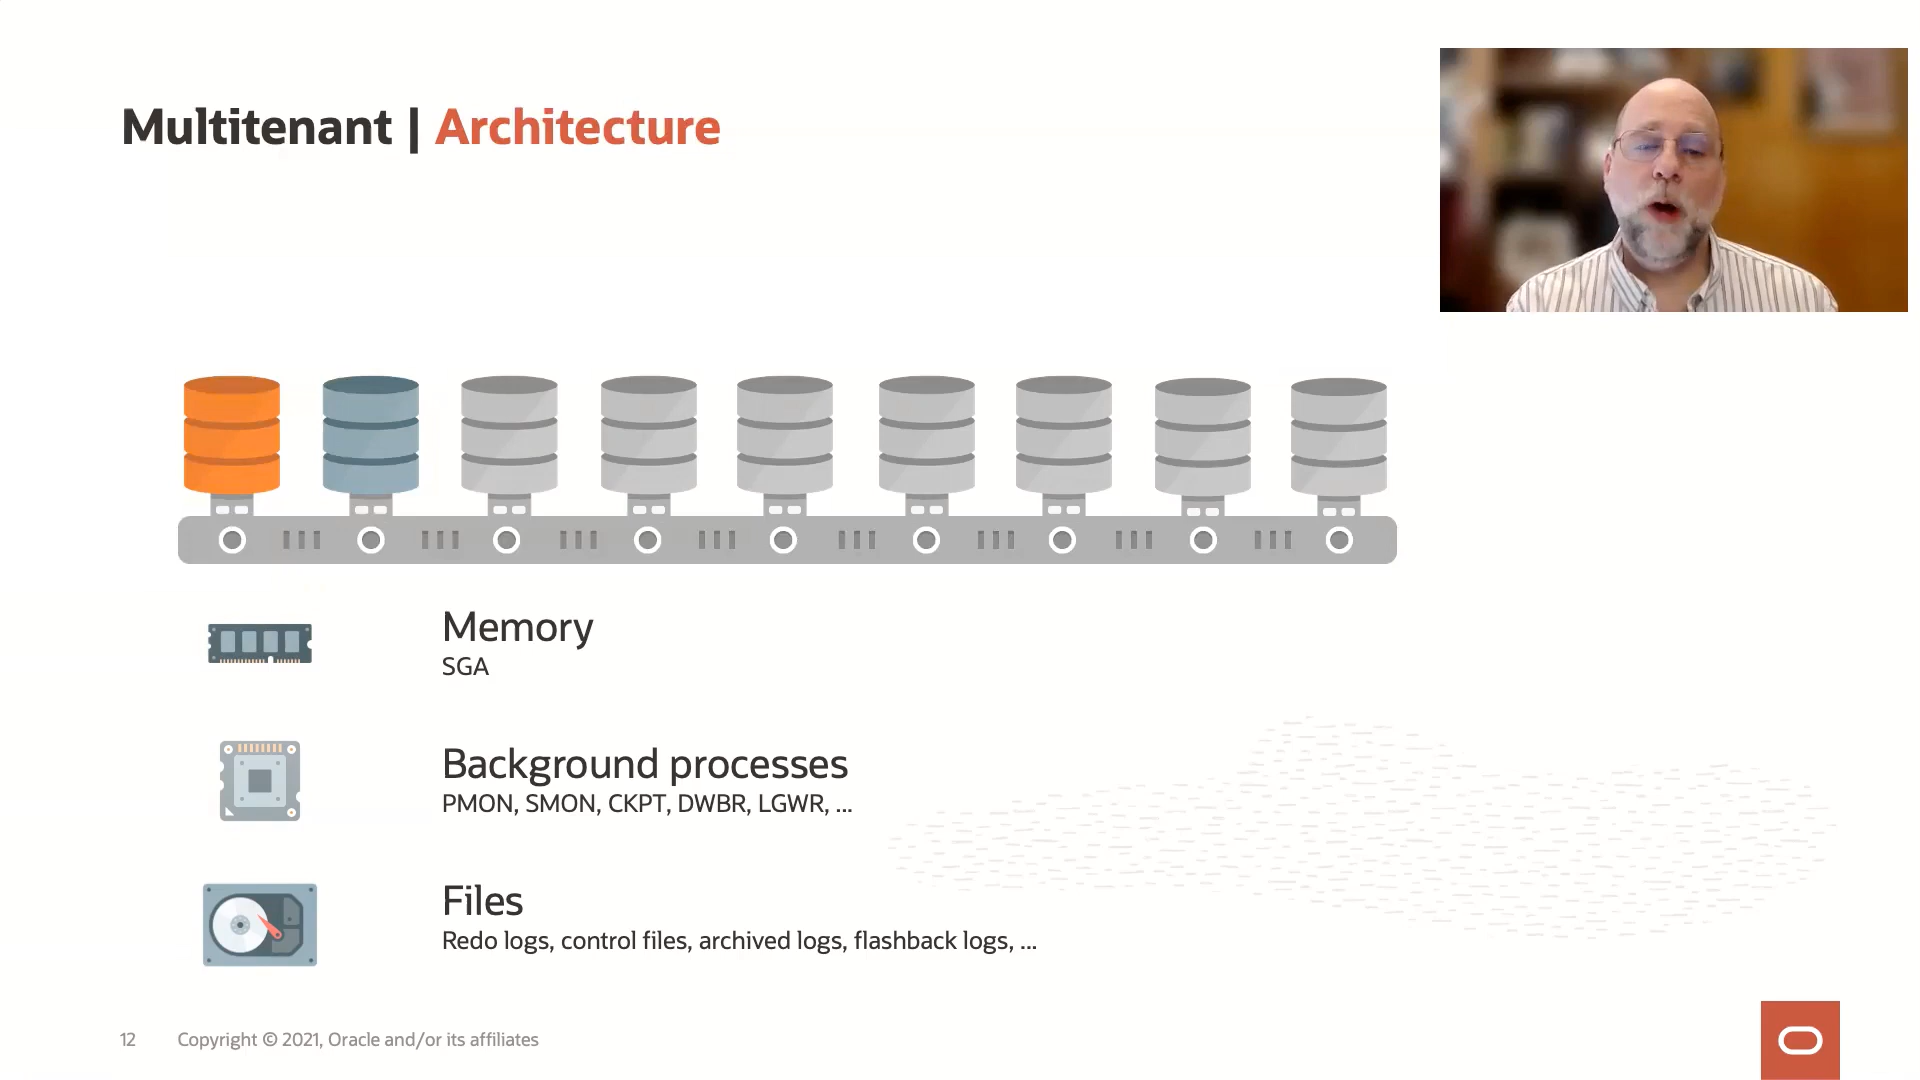 Multitenant | Architecture
Memory
SGA
Background processes
PMON, SMON, CKPT, DWBR, LGWR, ...
Files
Redo logs, control files, archived logs, flashback logs, ...
12 Copyright © 2021, Oracle and/or its affiliates